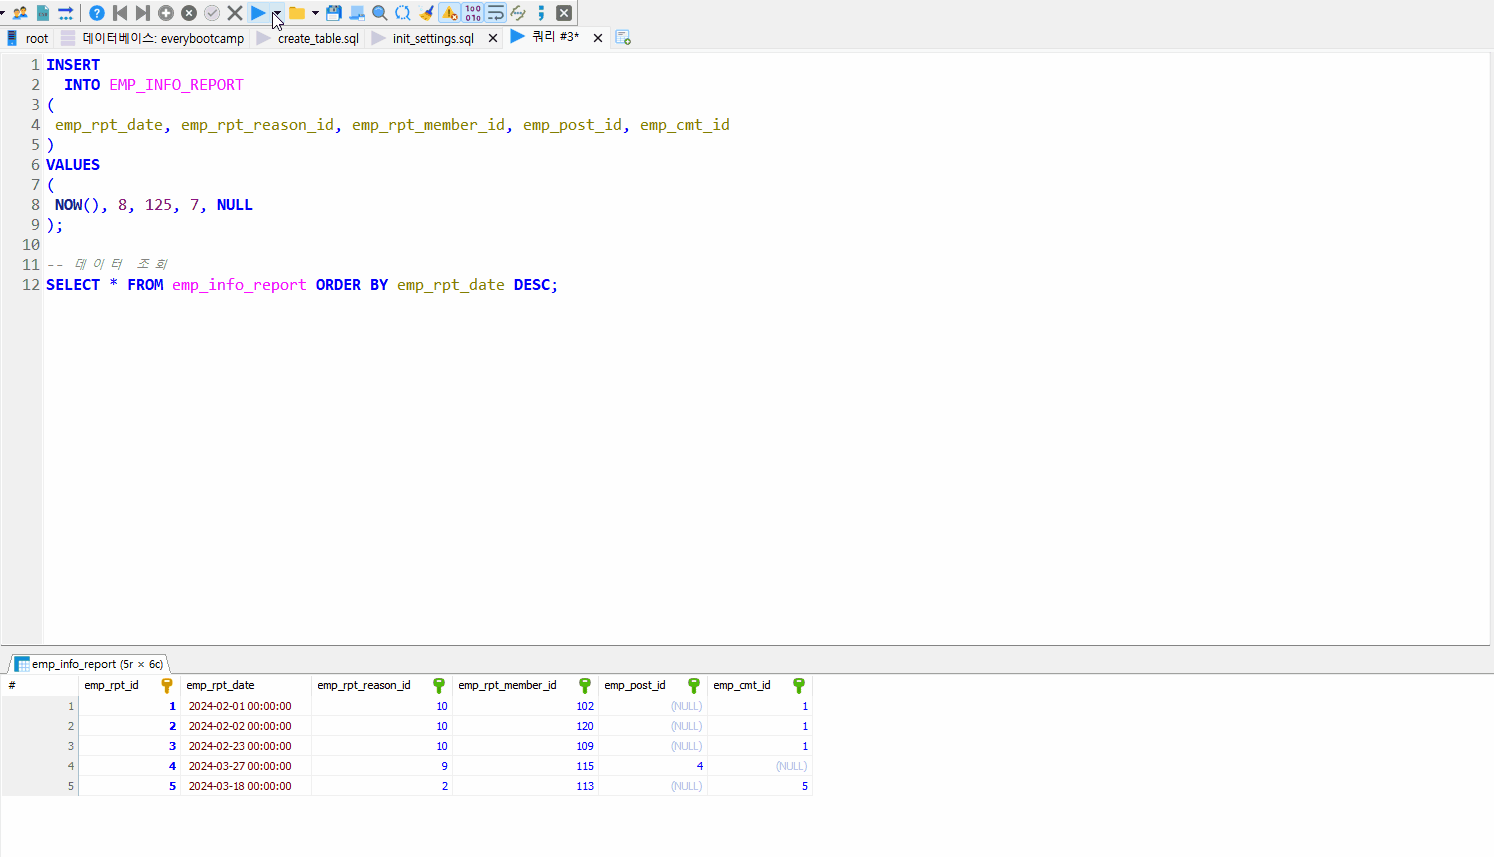 root 데이터베이스: everybootcamp create_table.sql init_settings.sql 쿼리 #3*
1 INSERT
2 INTO EMP_INFO_REPORT
3 (
4 emp_rpt_date, emp_rpt_reason_id, emp_rpt_member_id, emp_post_id, emp_cmt_id
5 )
6 VALUES
7 (
8 NOW(), 8, 125, 7, NULL
9 );
10
11 -- 데이터 조회
12 SELECT * FROM emp_info_report ORDER BY emp_rpt_date DESC;
emp_info_report (5r × 6c)
# emp_rpt_id emp_rpt_date emp_rpt_reason_id emp_rpt_member_id emp_post_id emp_cmt_id
1 1 2024-02-01 00:00:00 10 102 (NULL) 1
2 2 2024-02-02 00:00:00 10 120 (NULL) 1
3 3 2024-02-23 00:00:00 10 109 (NULL) 1
4 4 2024-03-27 00:00:00 9 115 4 (NULL)
5 5 2024-03-18 00:00:00 2 113 (NULL) 5